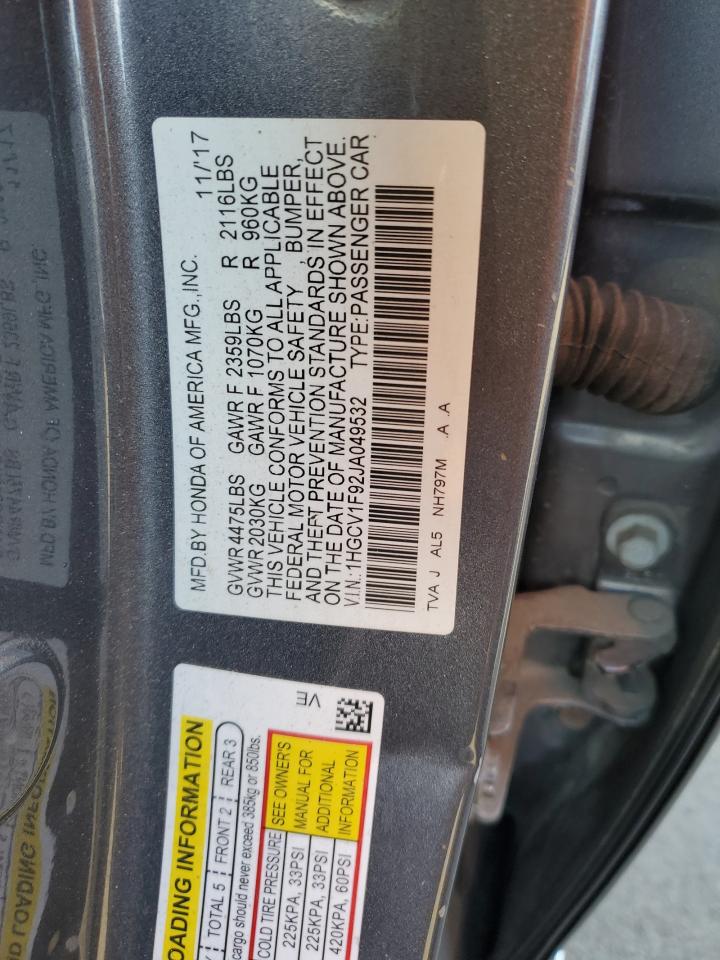 MFD.BY HONDA OF AMERICA MFG.,INC. 11/'17
GVWR 4475LBS GAWR F 2359LBS R 2116LBS
GVWR 2030KG GAWR F 1070KG R 960KG
THIS VEHICLE CONFORMS TO ALL APPLICABLE
FEDERAL MOTOR VEHICLE SAFETY , BUMPER,
AND THEFT PREVENTION STANDARDS IN EFFECT
ON THE DATE OF MANUFACTURE SHOWN ABOVE.
V.I.N.:1HGCV1F92JA049532 TYPE:PASSENGER CAR
TVA J AL5 NH797M .A .A
OADING INFORMATION
TOTAL 5 FRONT 2 REAR 3
cargo should never exceed 385kg or 850lbs.
COLD TIRE PRESSURE SEE OWNER'S
225KPA, 33PSI MANUAL FOR
225KPA, 33PSI ADDITIONAL
420KPA, 60PSI INFORMATION